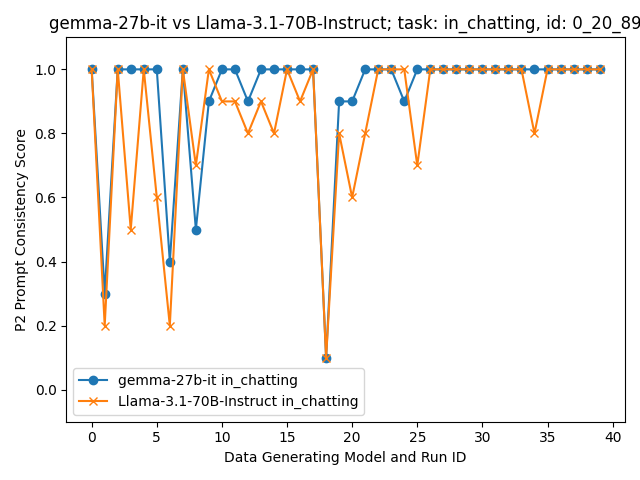 gemma-27b-it vs Llama-3.1-70B-Instruct; task: in_chatting, id: 0_20_89
1.0
0.8
0.6
0.4
0.2
0.0
P2 Prompt Consistency Score
gemma-27b-it in_chatting
Llama-3.1-70B-Instruct in_chatting
0 5 10 15 20 25 30 35 40
Data Generating Model and Run ID